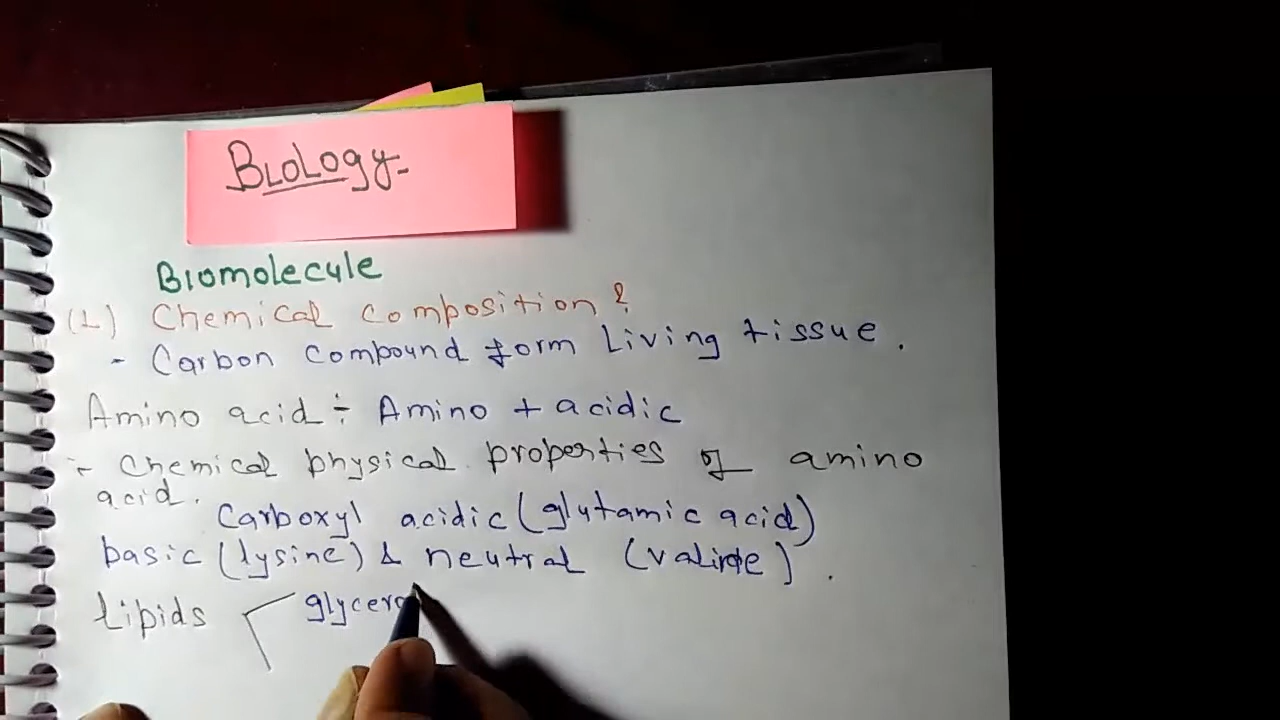 BIOLOGY-
Biomolecule
(1) Chemical composition?
- Carbon compound form Living tissue.
Amino acid ÷ Amino + acidic
÷ Chemical physical properties of amino
acid.
Carboxyl acidic (glutamic acid)
basic (lysine) & neutral (valine).
Lipids glycero